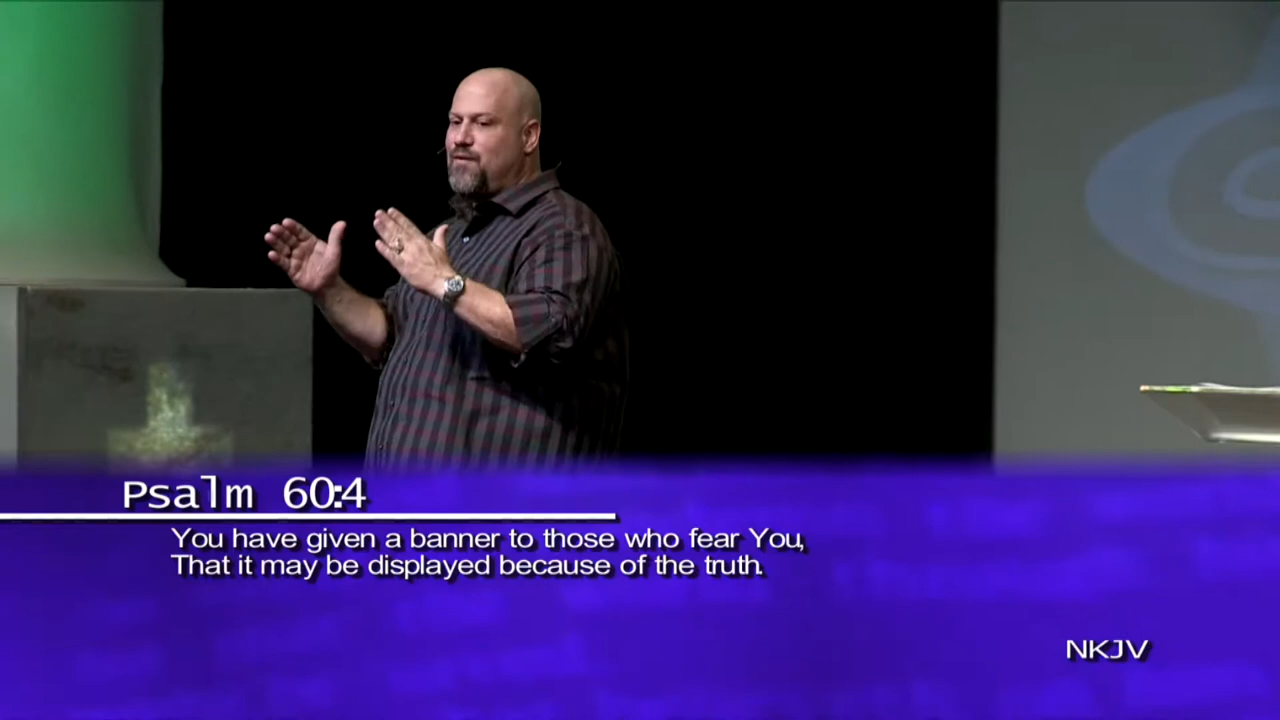 Psalm 60:4
You have given a banner to those who fear You,
That it may be displayed because of the truth.
NKJV